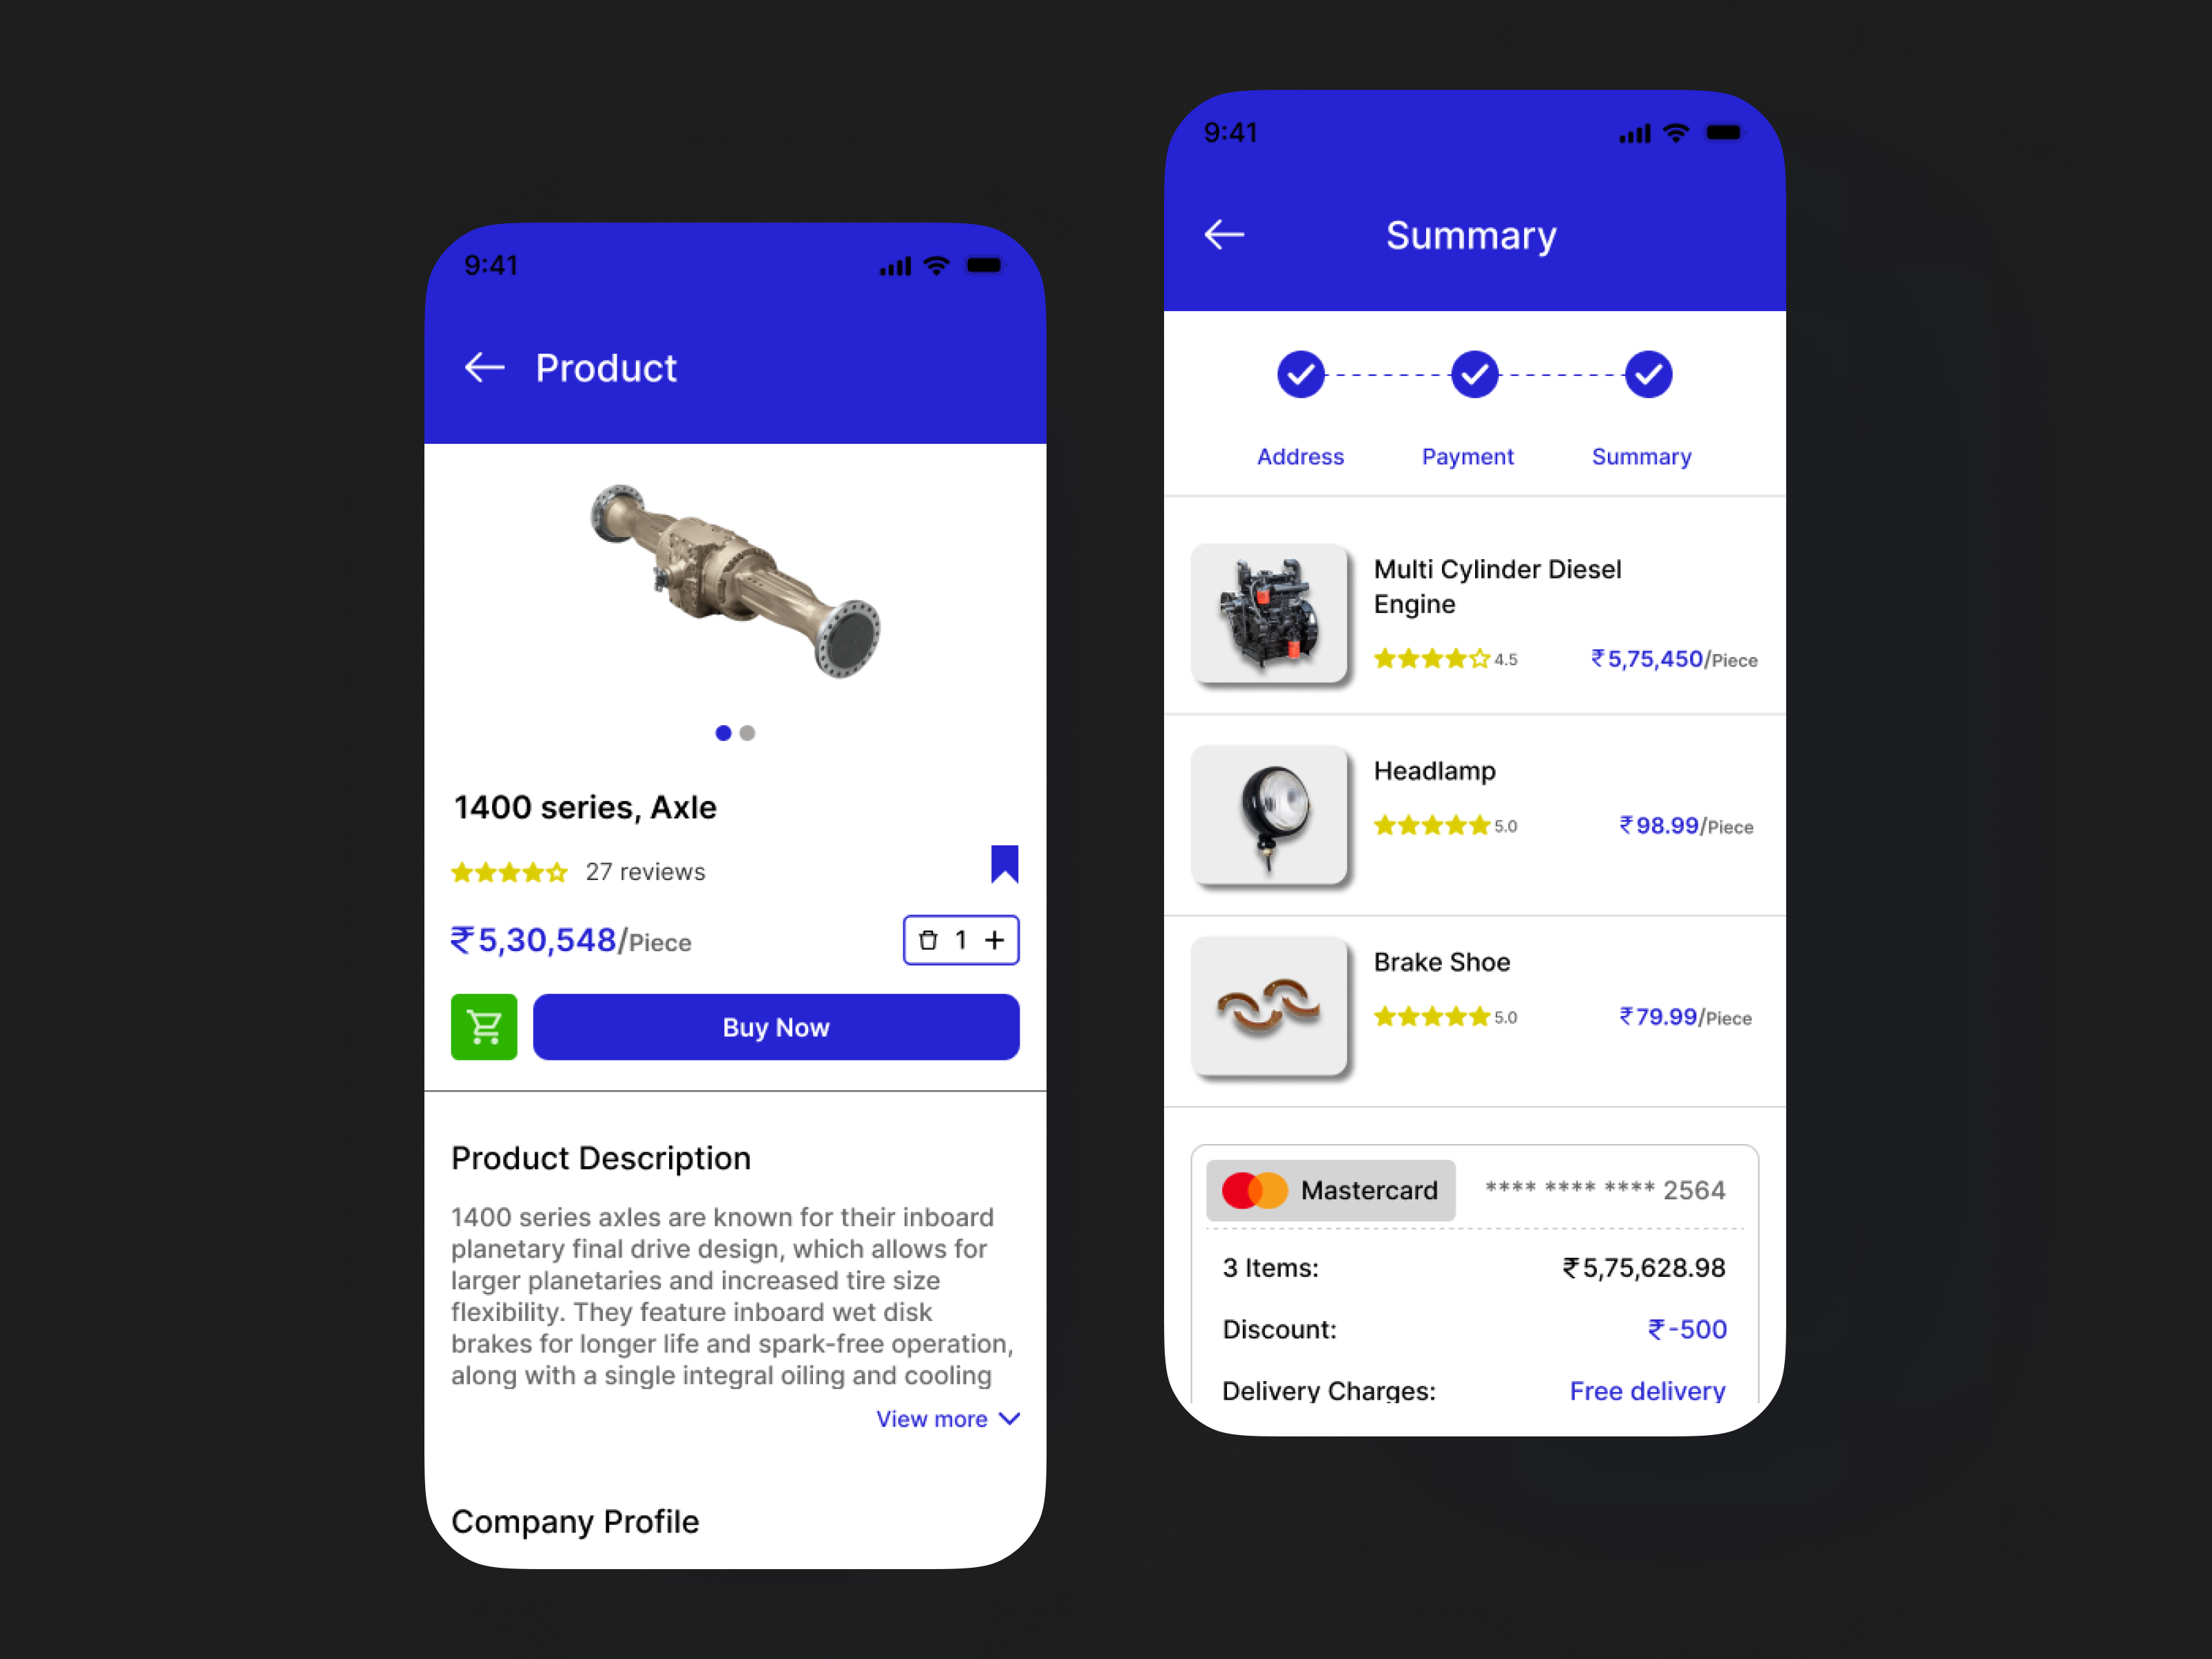 9:41
Product
1400 series, Axle
27 reviews
₹5,30,548/Piece
1
Buy Now
Product Description
1400 series axles are known for their inboard
planetary final drive design, which allows for
larger planetaries and increased tire size
flexibility. They feature inboard wet disk
brakes for longer life and spark-free operation,
along with a single integral oiling and cooling
View more
Company Profile
9:41
Summary
Address Payment Summary
Multi Cylinder Diesel
Engine
4.5 ₹5,75,450/Piece
Headlamp
5.0 ₹98.99/Piece
Brake Shoe
5.0 ₹79.99/Piece
Mastercard **** **** **** 2564
3 Items: ₹5,75,628.98
Discount: ₹-500
Delivery Charges: Free delivery